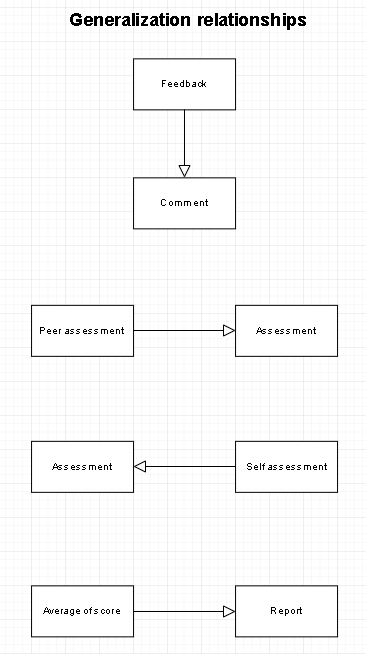 Generalization relationships
Feedback
Comment
Peer assessment
Assessment
Assessment
Self assessment
Average of score
Report